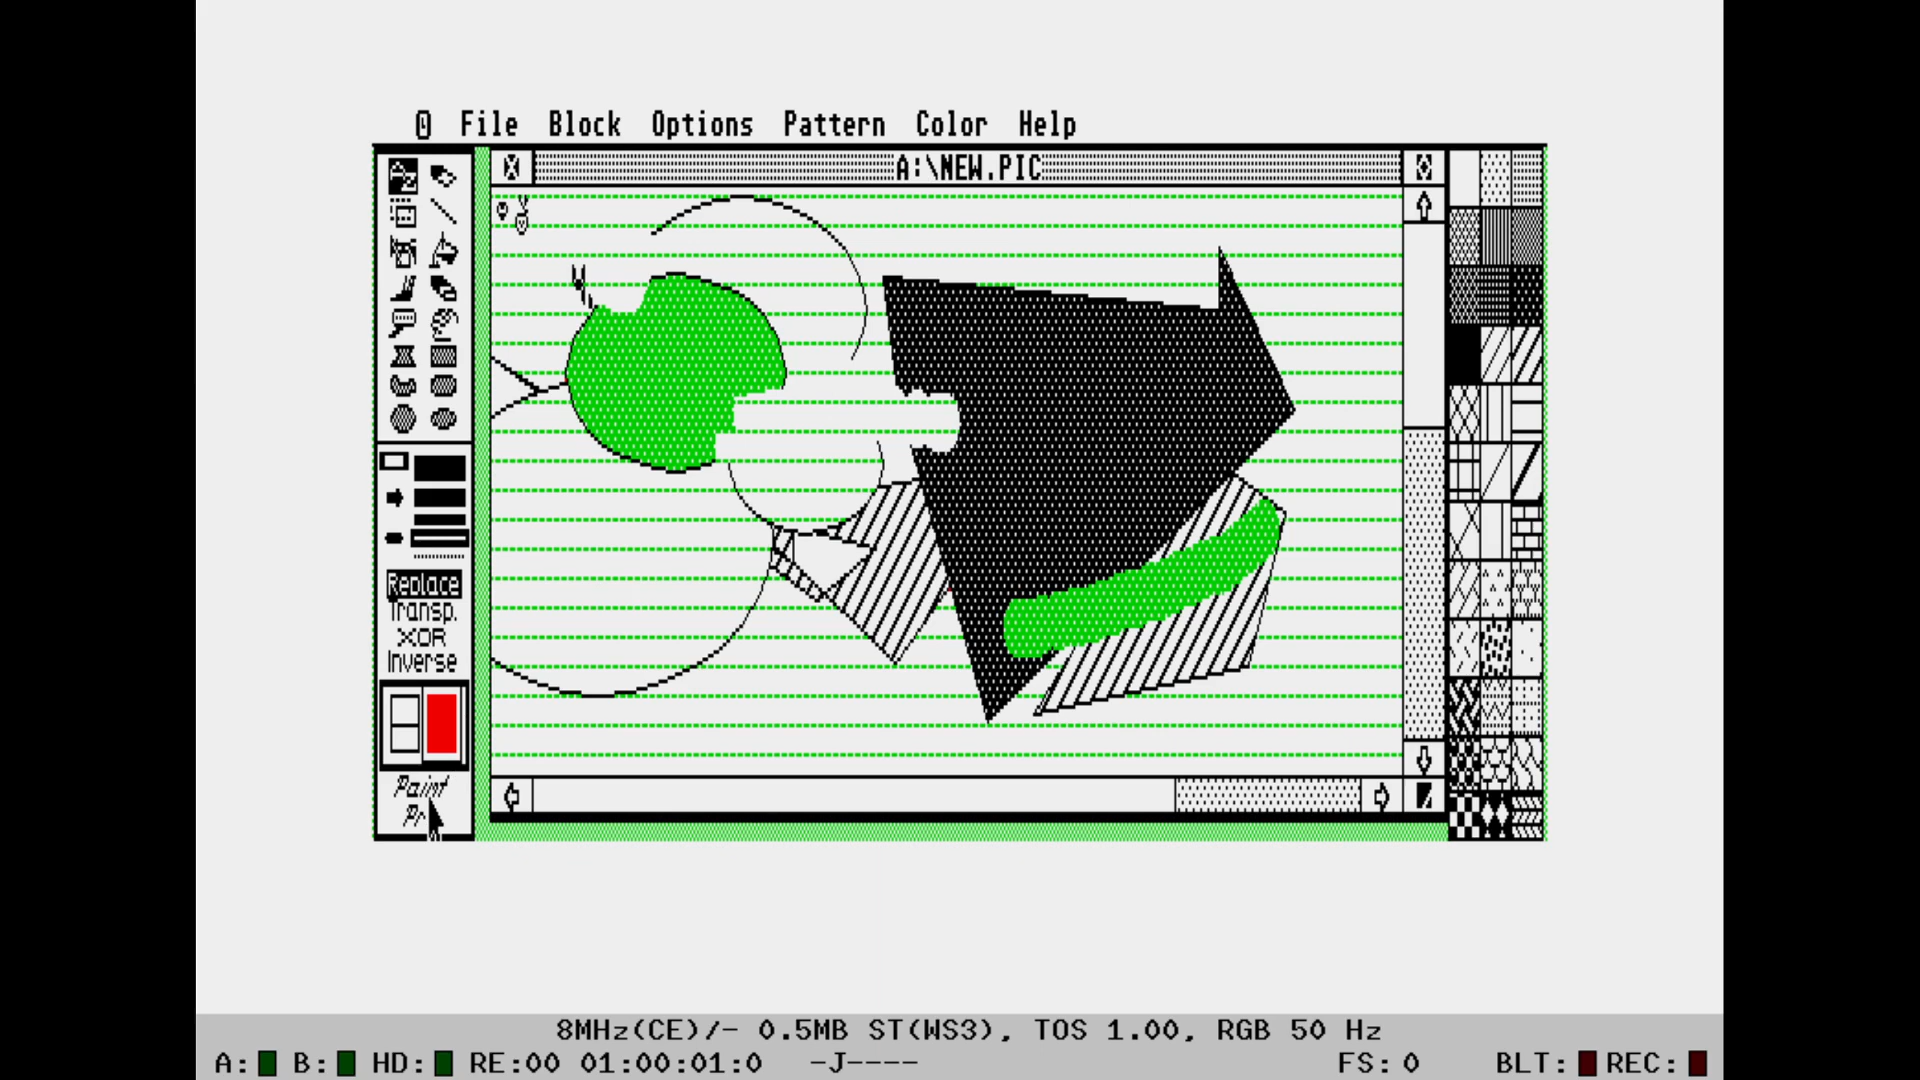 File Block Options Pattern Color Help
A:\NEW.PIC
Replace
Transp.
XOR
Inverse
Paint
8MHz(CE)/- 0.5MB ST(WS3), TOS 1.00, RGB 50 Hz
A: B: HD: RE:00 01:00:01:0 -J---- FS: 0 BLT: REC: